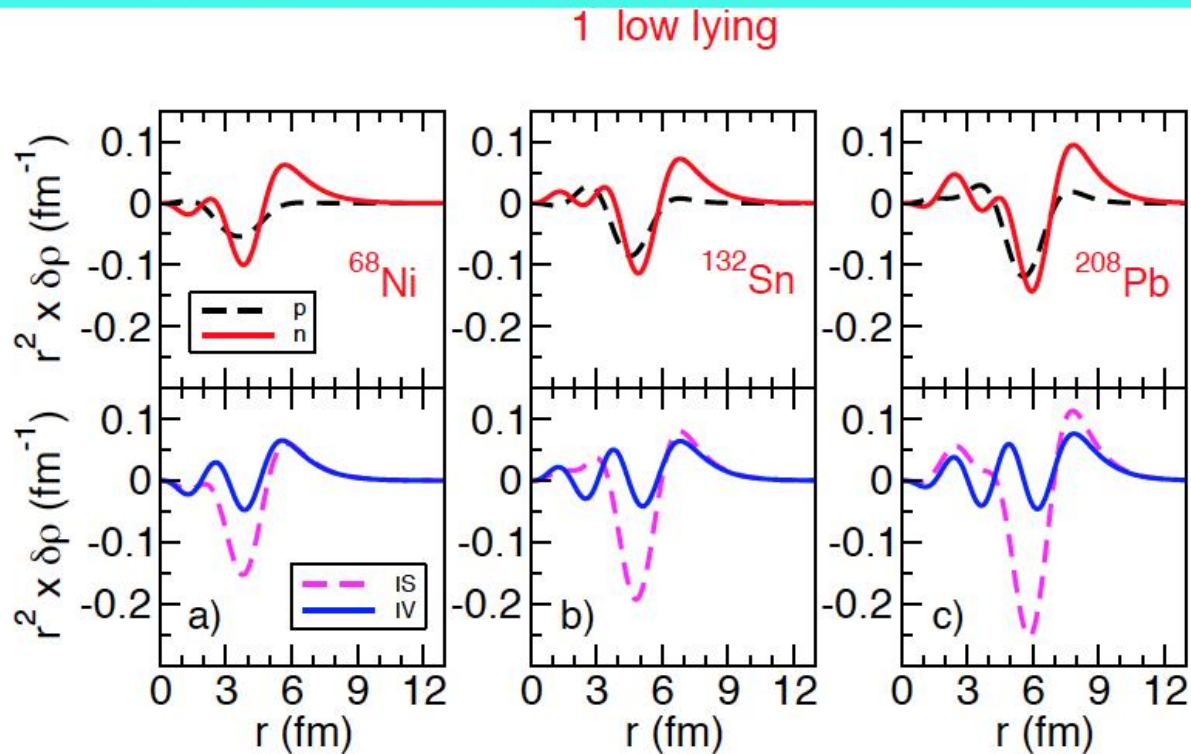 1 low lying
r² x δρ (fm⁻¹)
0.1
0
-0.1
-0.2
p
n
⁶⁸Ni
0.1
0
-0.1
-0.2
¹³²Sn
0.1
0
-0.1
-0.2
²⁰⁸Pb
r² x δρ (fm⁻¹)
0.1
0
-0.1
-0.2
a)
IS
IV
0 3 6 9 12
r (fm)
0.1
0
-0.1
-0.2
b)
0 3 6 9 12
r (fm)
0.1
0
-0.1
-0.2
c)
0 3 6 9 12
r (fm)